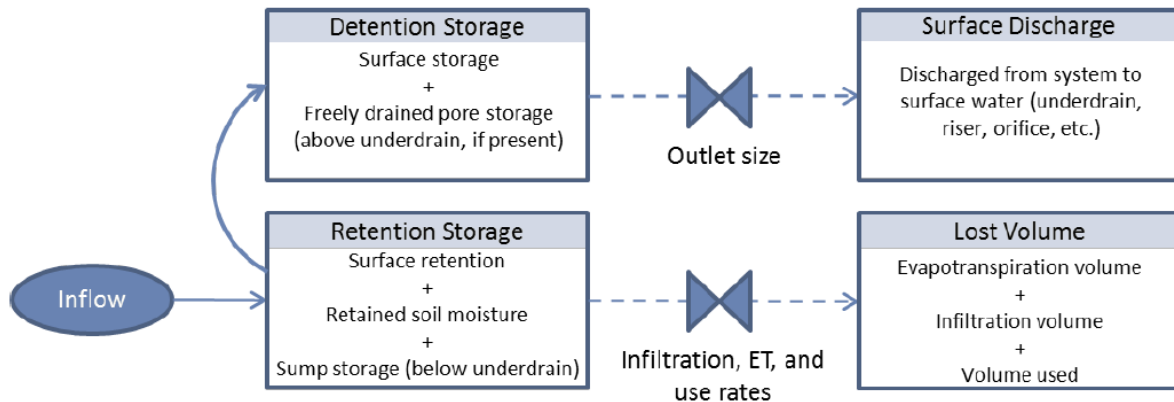 Detention Storage
Surface storage
+
Freely drained pore storage
(above underdrain, if present)
Outlet size
Surface Discharge
Discharged from system to
surface water (underdrain,
riser, orifice, etc.)
Inflow
Retention Storage
Surface retention
+
Retained soil moisture
+
Sump storage (below underdrain)
Infiltration, ET, and
use rates
Lost Volume
Evapotranspiration volume
+
Infiltration volume
+
Volume used